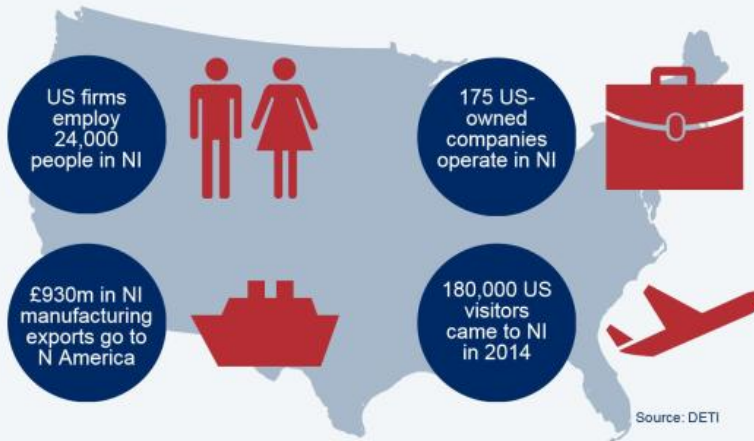 US firms
employ
24,000
people in NI
175 US-
owned
companies
operate in NI
£930m in NI
manufacturing
exports go to
N America
180,000 US
visitors
came to NI
in 2014
Source: DETI